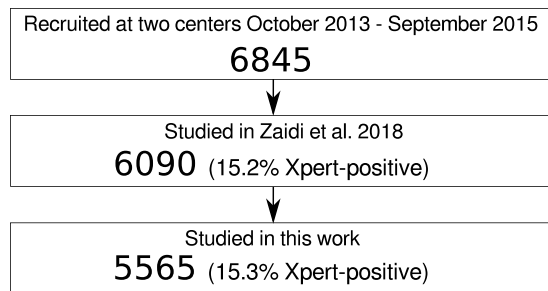 Recruited at two centers October 2013 - September 2015
6845
Studied in Zaidi et al. 2018
6090 (15.2% Xpert-positive)
Studied in this work
5565 (15.3% Xpert-positive)